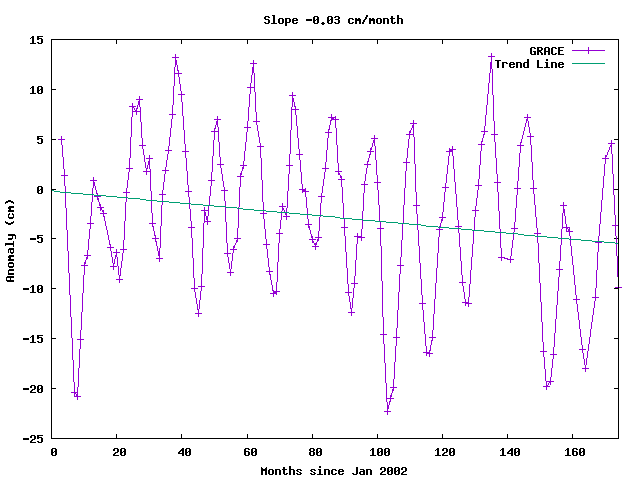 Slope -0.03 cm/month
GRACE
Trend Line
15
10
5
0
-5
-10
-15
-20
-25
Anomaly (cm)
0 20 40 60 80 100 120 140 160
Months since Jan 2002